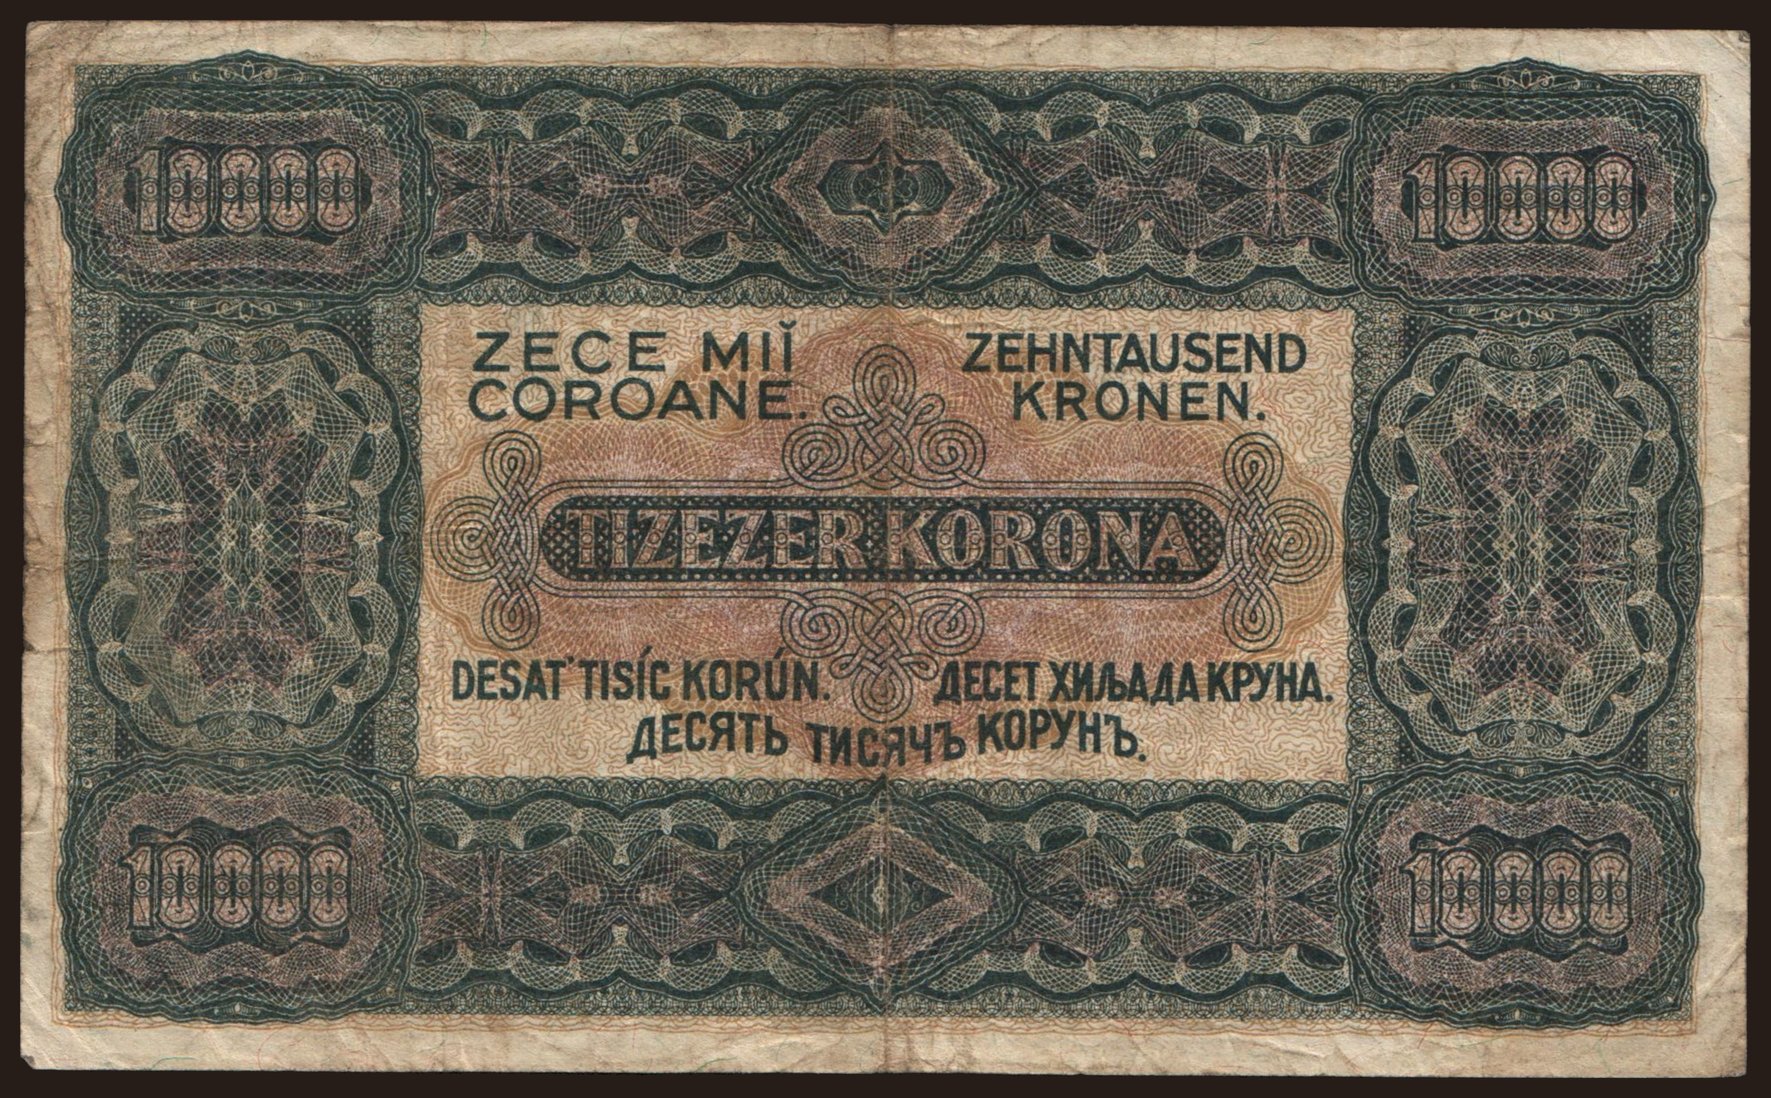 10000
10000
ZECE MIĬ
COROANE.
ZEHNTAUSEND
KRONEN.
TIZEZER KORONA
DESAT' TISÍC KORÚN.
ДЕСЕТ ХИЉАДА КРУНА.
ДЕСЯТЬ ТИСЯЧЪ КОРУНЪ.
10000
10000